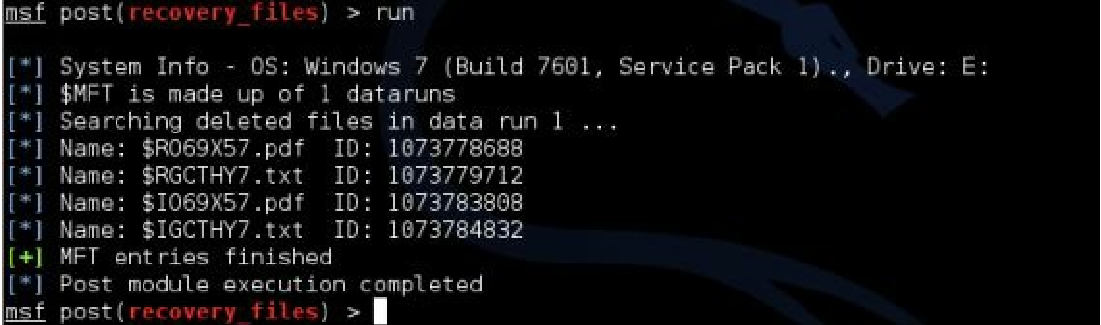 msf post(recovery_files) > run
[*] System Info - OS: Windows 7 (Build 7601, Service Pack 1)., Drive: E:
[*] $MFT is made up of 1 dataruns
[*] Searching deleted files in data run 1 ...
[*] Name: $RO69X57.pdf  ID: 1073778688
[*] Name: $RGCTHY7.txt  ID: 1073779712
[*] Name: $IO69X57.pdf  ID: 1073783808
[*] Name: $IGCTHY7.txt  ID: 1073784832
[+] MFT entries finished
[*] Post module execution completed
msf post(recovery_files) >